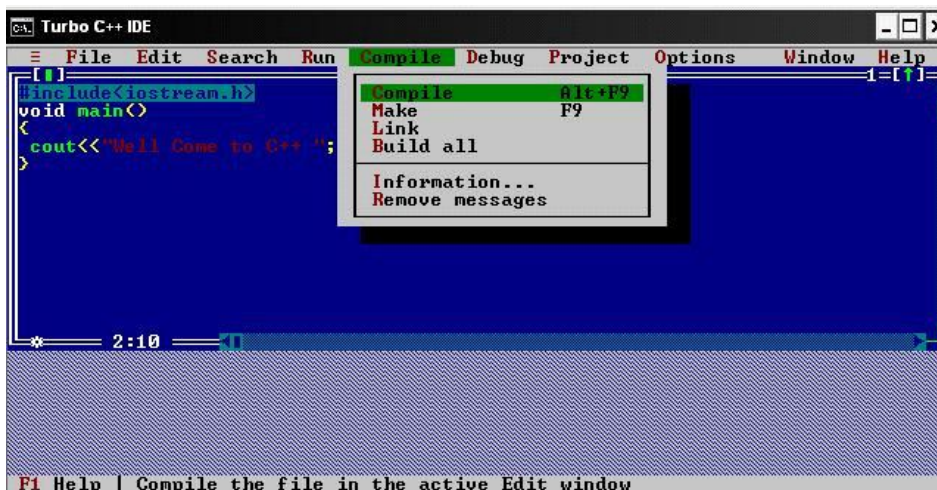 Turbo C++ IDE
≡ File Edit Search Run Compile Debug Project Options Window Help
[▮] 1=[↑]
#include<iostream.h>
void main()
{
cout<<"Well Come to C++ ";
}
Compile Alt+F9
Make F9
Link
Build all
Information...
Remove messages
2:10
F1 Help | Compile the file in the active Edit window